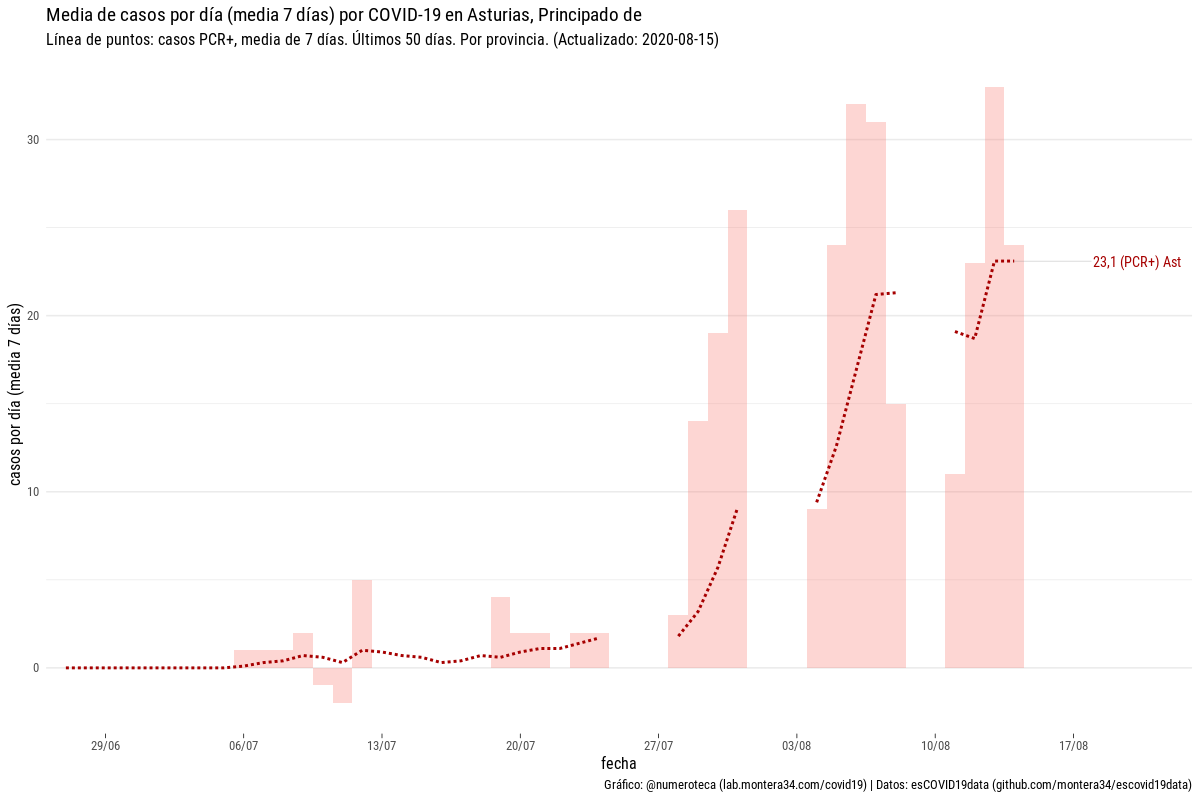 Media de casos por día (media 7 días) por COVID-19 en Asturias, Principado de
Línea de puntos: casos PCR+, media de 7 días. Últimos 50 días. Por provincia. (Actualizado: 2020-08-15)
casos por día (media 7 días)
30
20
10
0
23,1 (PCR+) Ast
29/06
06/07
13/07
20/07
27/07
03/08
10/08
17/08
fecha
Gráfico: @numeroteca (lab.montera34.com/covid19) | Datos: esCOVID19data (github.com/montera34/escovid19data)